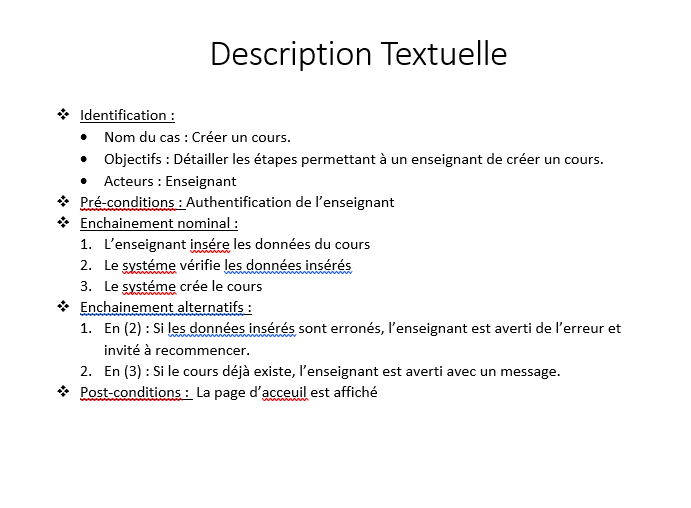 Description Textuelle
❖ Identification :
• Nom du cas : Créer un cours.
• Objectifs : Détailler les étapes permettant à un enseignant de créer un cours.
• Acteurs : Enseignant
❖ Pré-conditions : Authentification de l’enseignant
❖ Enchainement nominal :
1. L’enseignant insére les données du cours
2. Le systéme vérifie les données insérés
3. Le systéme crée le cours
❖ Enchainement alternatifs :
1. En (2) : Si les données insérés sont erronés, l’enseignant est averti de l’erreur et
invité à recommencer.
2. En (3) : Si le cours déjà existe, l’enseignant est averti avec un message.
❖ Post-conditions : La page d’acceuil est affiché